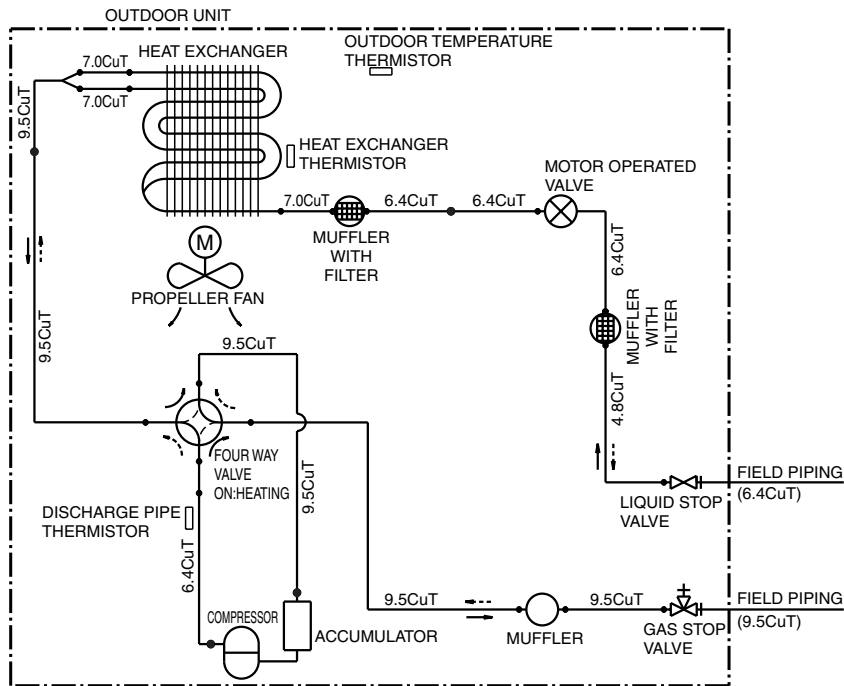 OUTDOOR UNIT
HEAT EXCHANGER
OUTDOOR TEMPERATURE
THERMISTOR
7.0CuT
7.0CuT
9.5CuT
HEAT EXCHANGER
THERMISTOR
MOTOR OPERATED
VALVE
7.0CuT
6.4CuT
6.4CuT
MUFFLER
WITH
FILTER
6.4CuT
M
PROPELLER FAN
9.5CuT
MUFFLER
WITH
FILTER
9.5CuT
4.8CuT
FOUR WAY
VALVE
ON:HEATING
9.5CuT
FIELD PIPING
(6.4CuT)
LIQUID STOP
VALVE
DISCHARGE PIPE
THERMISTOR
6.4CuT
COMPRESSOR
ACCUMULATOR
9.5CuT
MUFFLER
9.5CuT
GAS STOP
VALVE
FIELD PIPING
(9.5CuT)